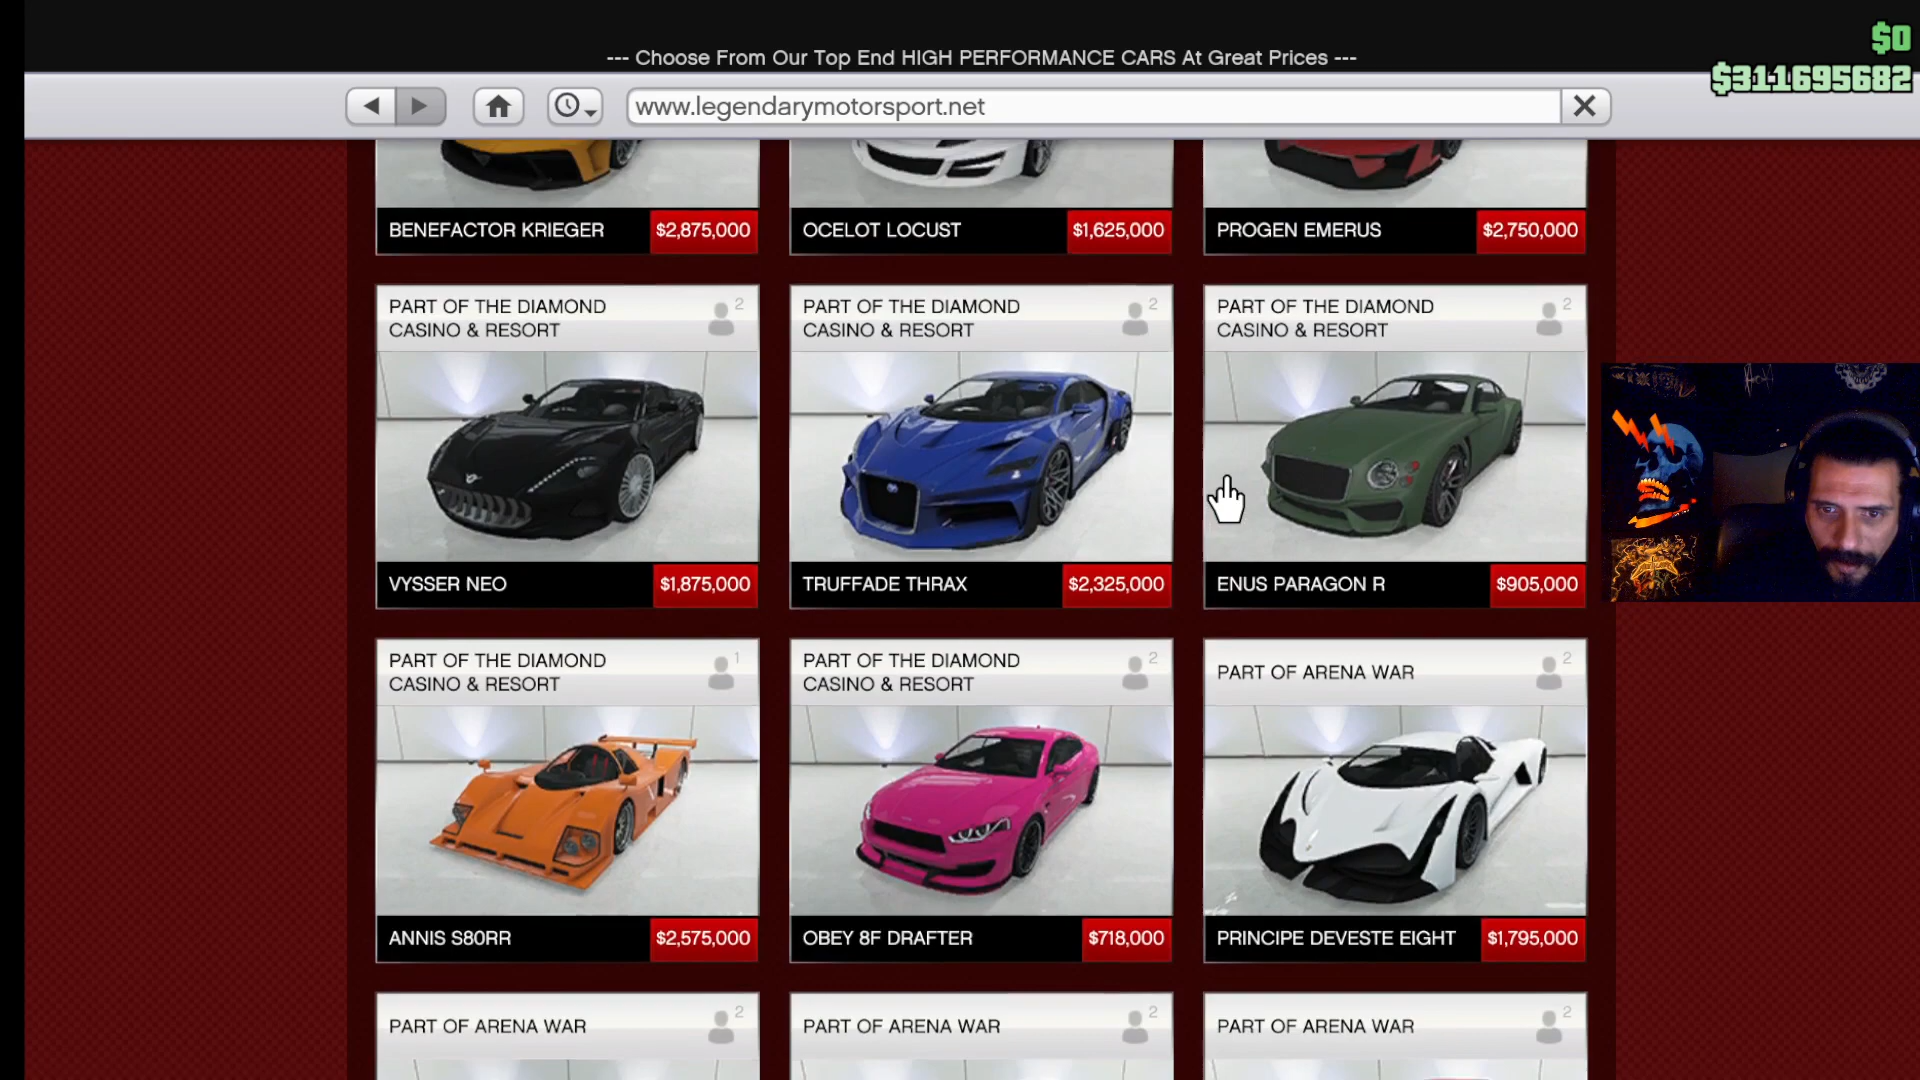 --- Choose From Our Top End HIGH PERFORMANCE CARS At Great Prices ---
$0
$311695682
www.legendarymotorsport.net
BENEFACTOR KRIEGER $2,875,000
OCELOT LOCUST $1,625,000
PROGEN EMERUS $2,750,000
PART OF THE DIAMOND
CASINO & RESORT
2
VYSSER NEO $1,875,000
PART OF THE DIAMOND
CASINO & RESORT
2
TRUFFADE THRAX $2,325,000
PART OF THE DIAMOND
CASINO & RESORT
2
ENUS PARAGON R $905,000
PART OF THE DIAMOND
CASINO & RESORT
1
ANNIS S80RR $2,575,000
PART OF THE DIAMOND
CASINO & RESORT
2
OBEY 8F DRAFTER $718,000
PART OF ARENA WAR
2
PRINCIPE DEVESTE EIGHT $1,795,000
PART OF ARENA WAR
2
PART OF ARENA WAR
2
PART OF ARENA WAR
2